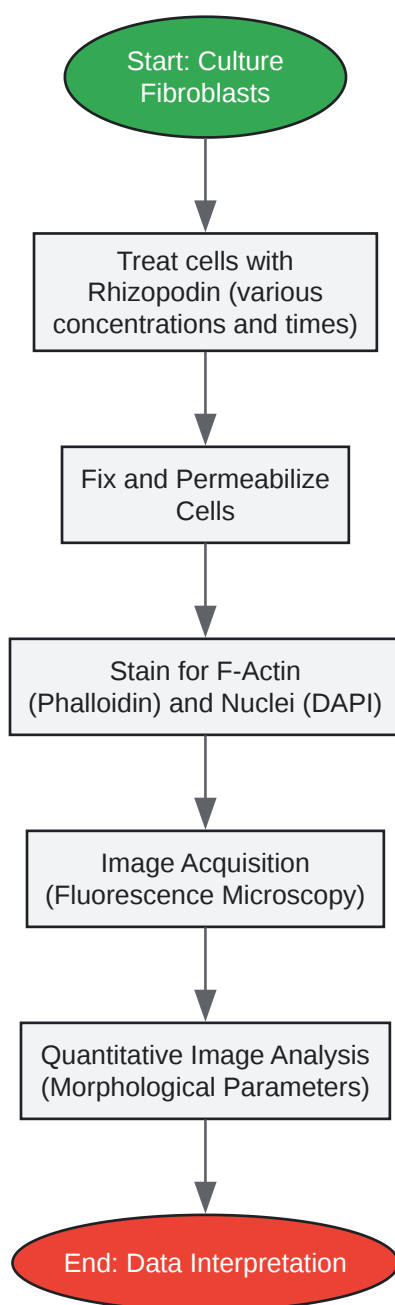 Start: Culture
Fibroblasts
Treat cells with
Rhizopodin (various
concentrations and times)
Fix and Permeabilize
Cells
Stain for F-Actin
(Phalloidin) and Nuclei (DAPI)
Image Acquisition
(Fluorescence Microscopy)
Quantitative Image Analysis
(Morphological Parameters)
End: Data Interpretation